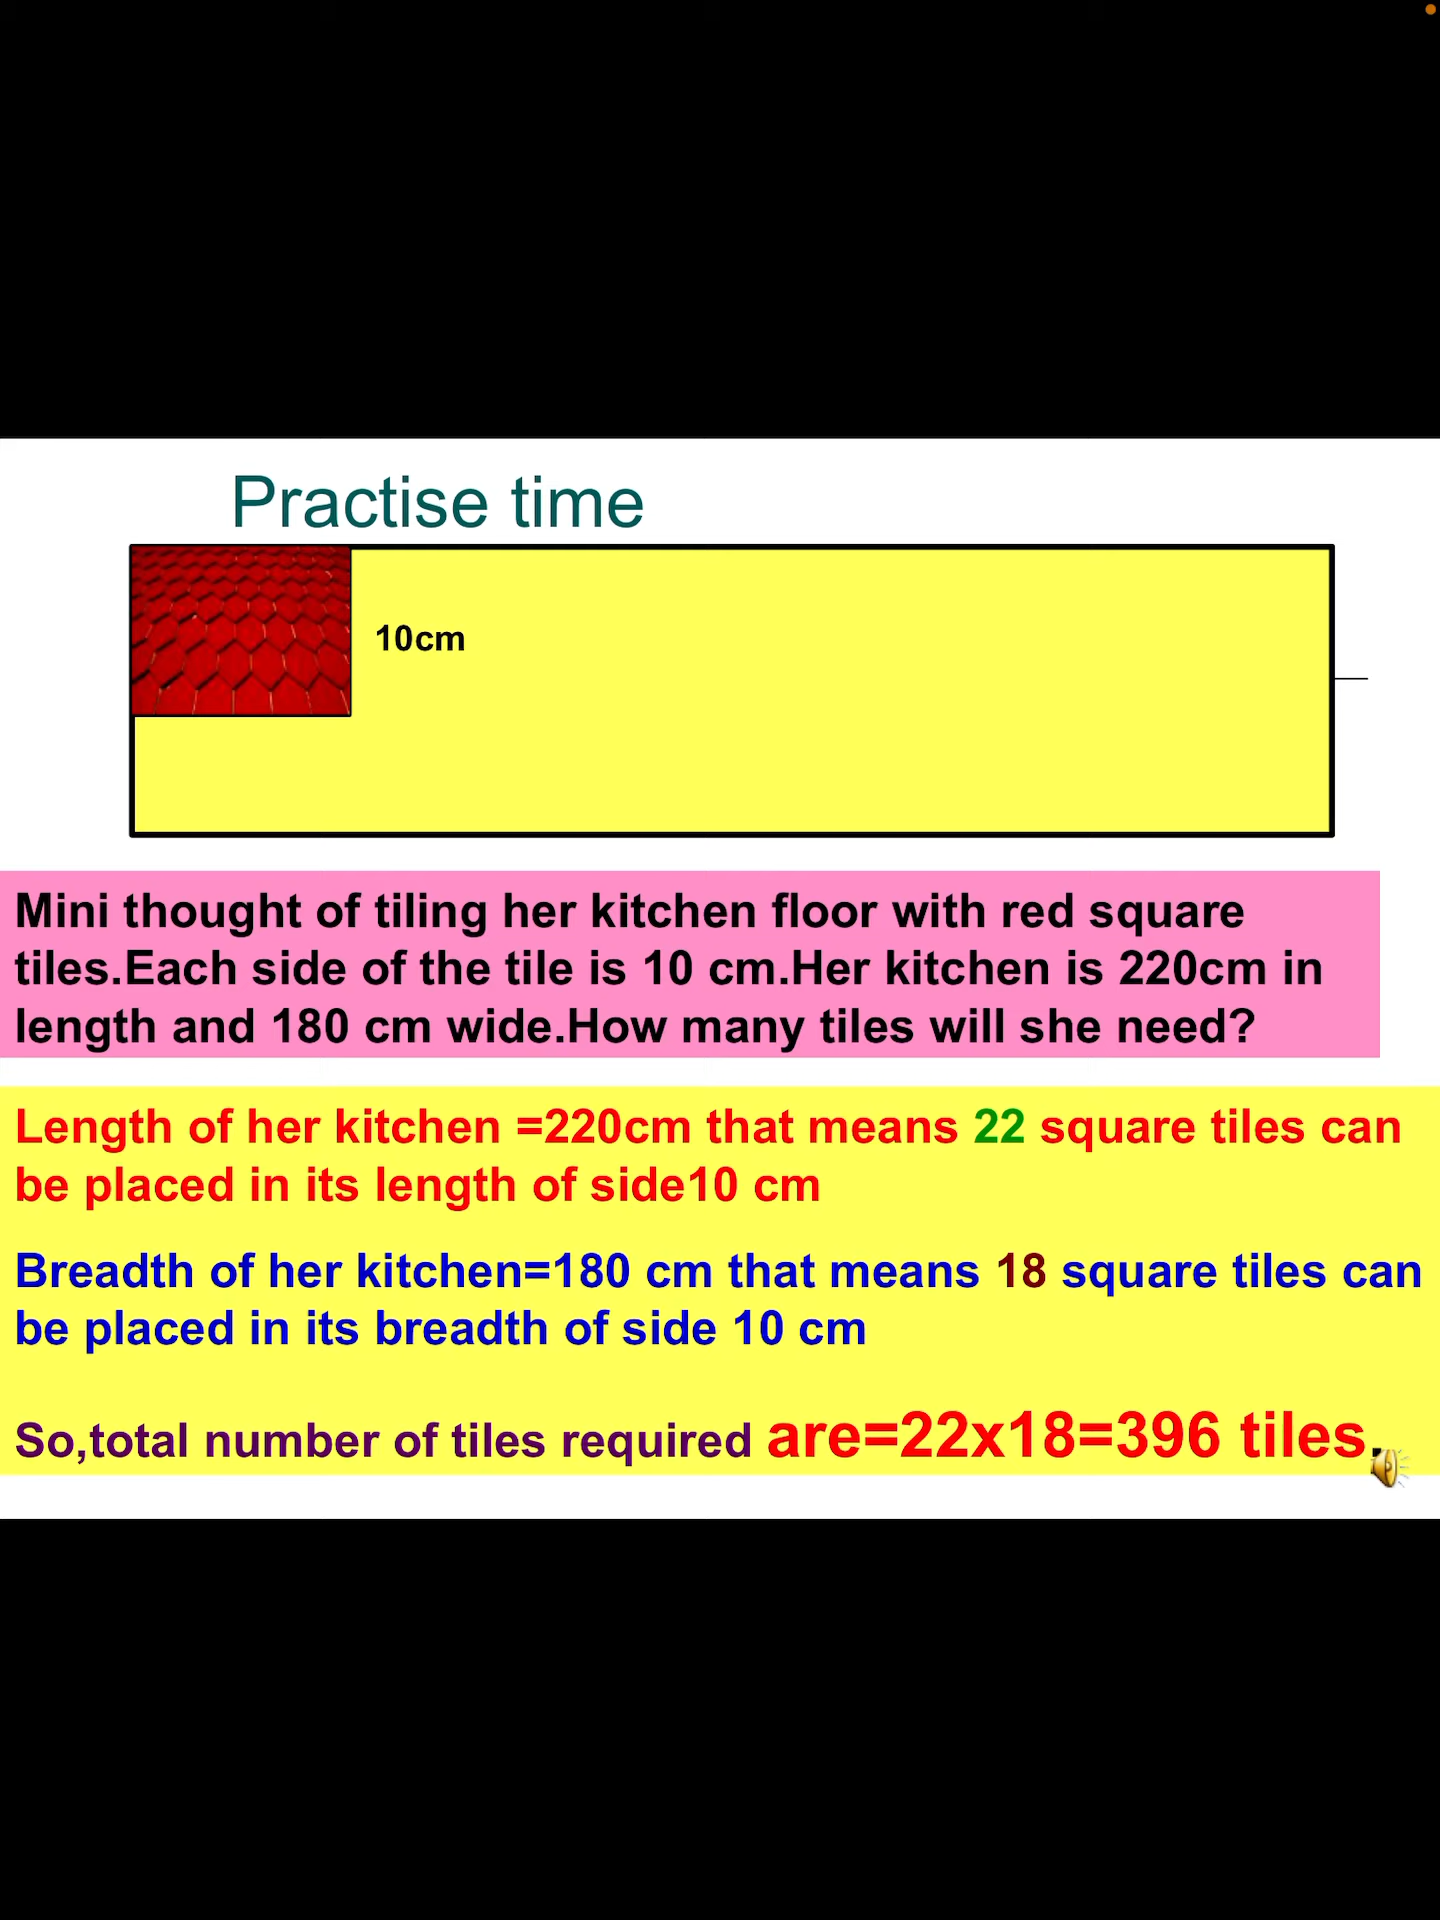 Practise time
10cm
Mini thought of tiling her kitchen floor with red square
tiles.Each side of the tile is 10 cm.Her kitchen is 220cm in
length and 180 cm wide.How many tiles will she need?
Length of her kitchen =220cm that means 22 square tiles can
be placed in its length of side10 cm
Breadth of her kitchen=180 cm that means 18 square tiles can
be placed in its breadth of side 10 cm
So,total number of tiles required are=22x18=396 tiles.